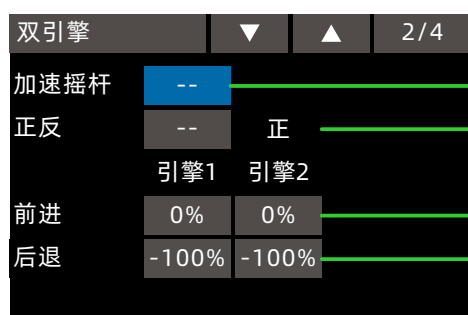 双引擎 ▼ ▲ 2/4
加速摇杆 --
正反 -- 正
引擎1 引擎2
前进 0% 0%
后退 -100% -100%